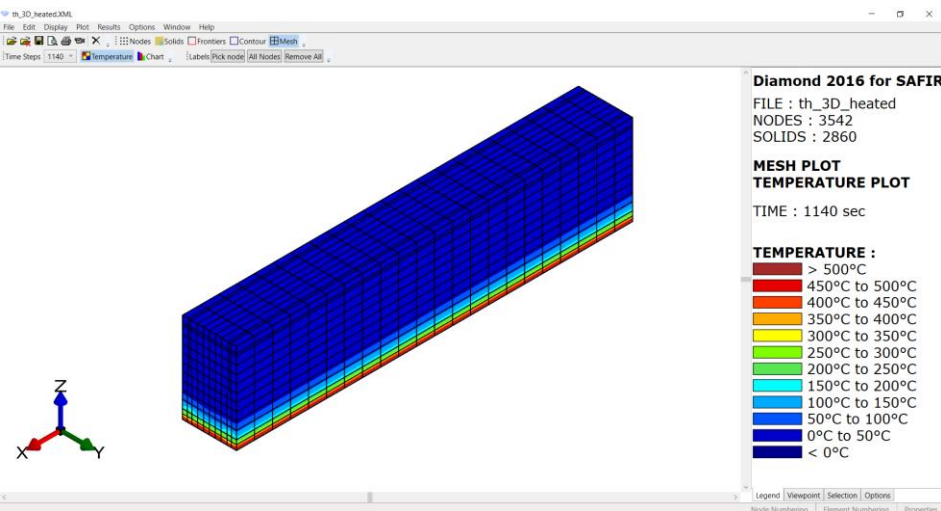 th_3D_heated.XML
File Edit Display Plot Results Options Window Help
Nodes Solids Frontiers Contour Mesh
Time Steps 1140 Temperature Chart Labels Pick node All Nodes Remove All
Diamond 2016 for SAFIR
FILE : th_3D_heated
NODES : 3542
SOLIDS : 2860
MESH PLOT
TEMPERATURE PLOT
TIME : 1140 sec
TEMPERATURE :
> 500°C
450°C to 500°C
400°C to 450°C
350°C to 400°C
300°C to 350°C
250°C to 300°C
200°C to 250°C
150°C to 200°C
100°C to 150°C
50°C to 100°C
0°C to 50°C
< 0°C
Z
X Y
Legend Viewpoint Selection Options
Node Numbering Element Numbering Properties